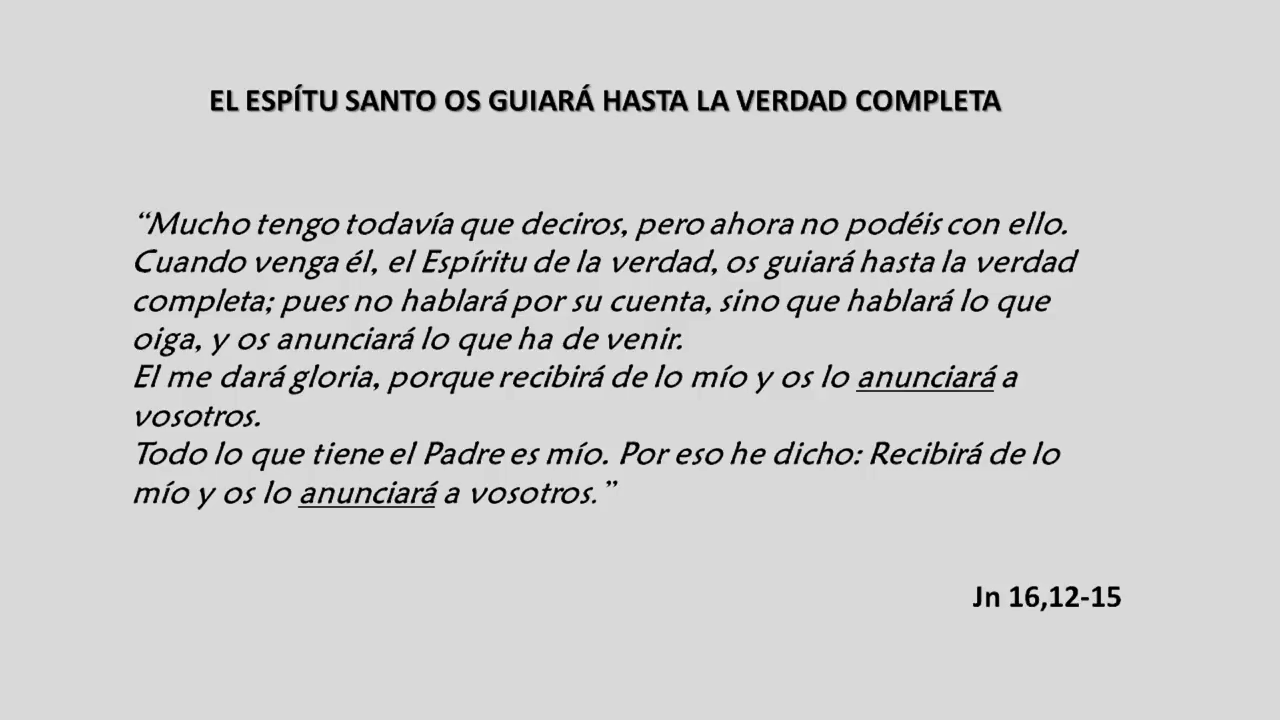 EL ESPÍTU SANTO OS GUIARÁ HASTA LA VERDAD COMPLETA
“Mucho tengo todavía que deciros, pero ahora no podéis con ello.
Cuando venga él, el Espíritu de la verdad, os guiará hasta la verdad
completa; pues no hablará por su cuenta, sino que hablará lo que
oiga, y os anunciará lo que ha de venir.
El me dará gloria, porque recibirá de lo mío y os lo anunciará a
vosotros.
Todo lo que tiene el Padre es mío. Por eso he dicho: Recibirá de lo
mío y os lo anunciará a vosotros.”
Jn 16,12-15